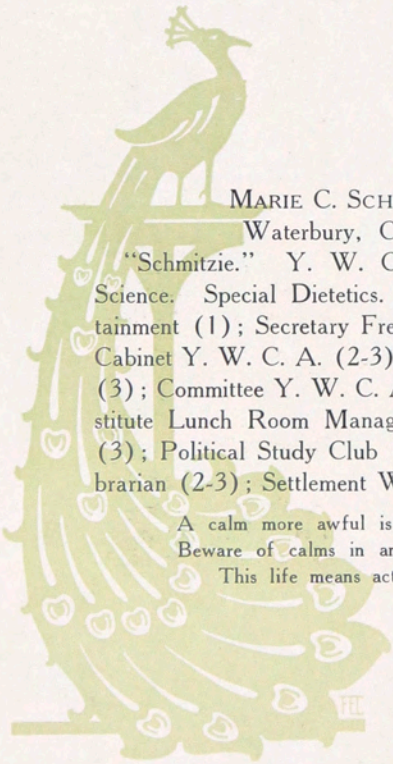 MARIE C. SCH
Waterbury, C
"Schmitzie." Y. W. C
Science. Special Dietetics.
tainment (1); Secretary Fre
Cabinet Y. W. C. A. (2-3)
(3); Committee Y. W. C. A
stitute Lunch Room Manag
(3); Political Study Club
brarian (2-3); Settlement W
A calm more awful is
Beware of calms in an
This life means act
FEC